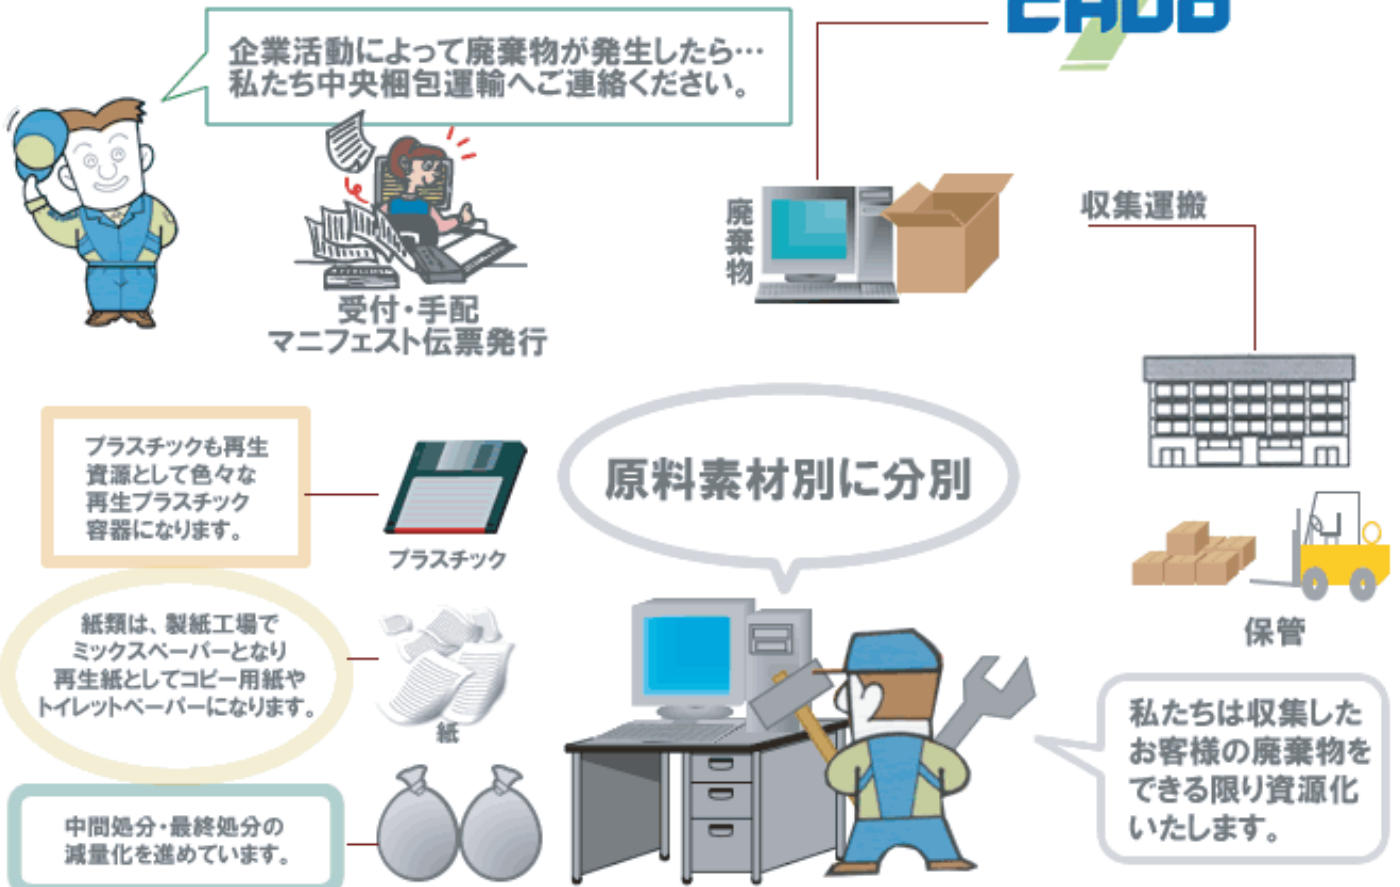 企業活動によって廃棄物が発生したら…
私たち中央梱包運輸へご連絡ください。
受付・手配
マニフェスト伝票発行
廃棄物
収集運搬
保管
私たちは収集した
お客様の廃棄物を
できる限り資源化
いたします。
原料素材別に分別
プラスチックも再生
資源として色々な
再生プラスチック
容器になります。
プラスチック
紙類は、製紙工場で
ミックスペーパーとなり
再生紙としてコピー用紙や
トイレットペーパーになります。
紙
中間処分・最終処分の
減量化を進めています。